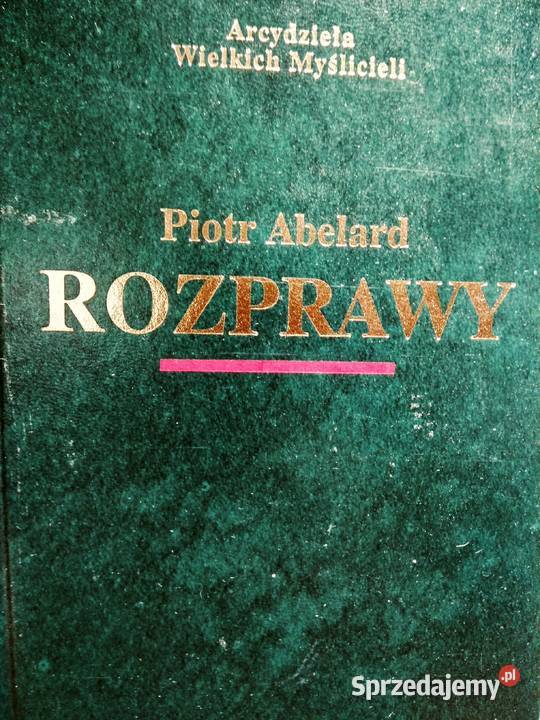 Arcydzieła
Wielkich Myślicieli
Piotr Abelard
ROZPRAWY
Sprzedajemy.pl